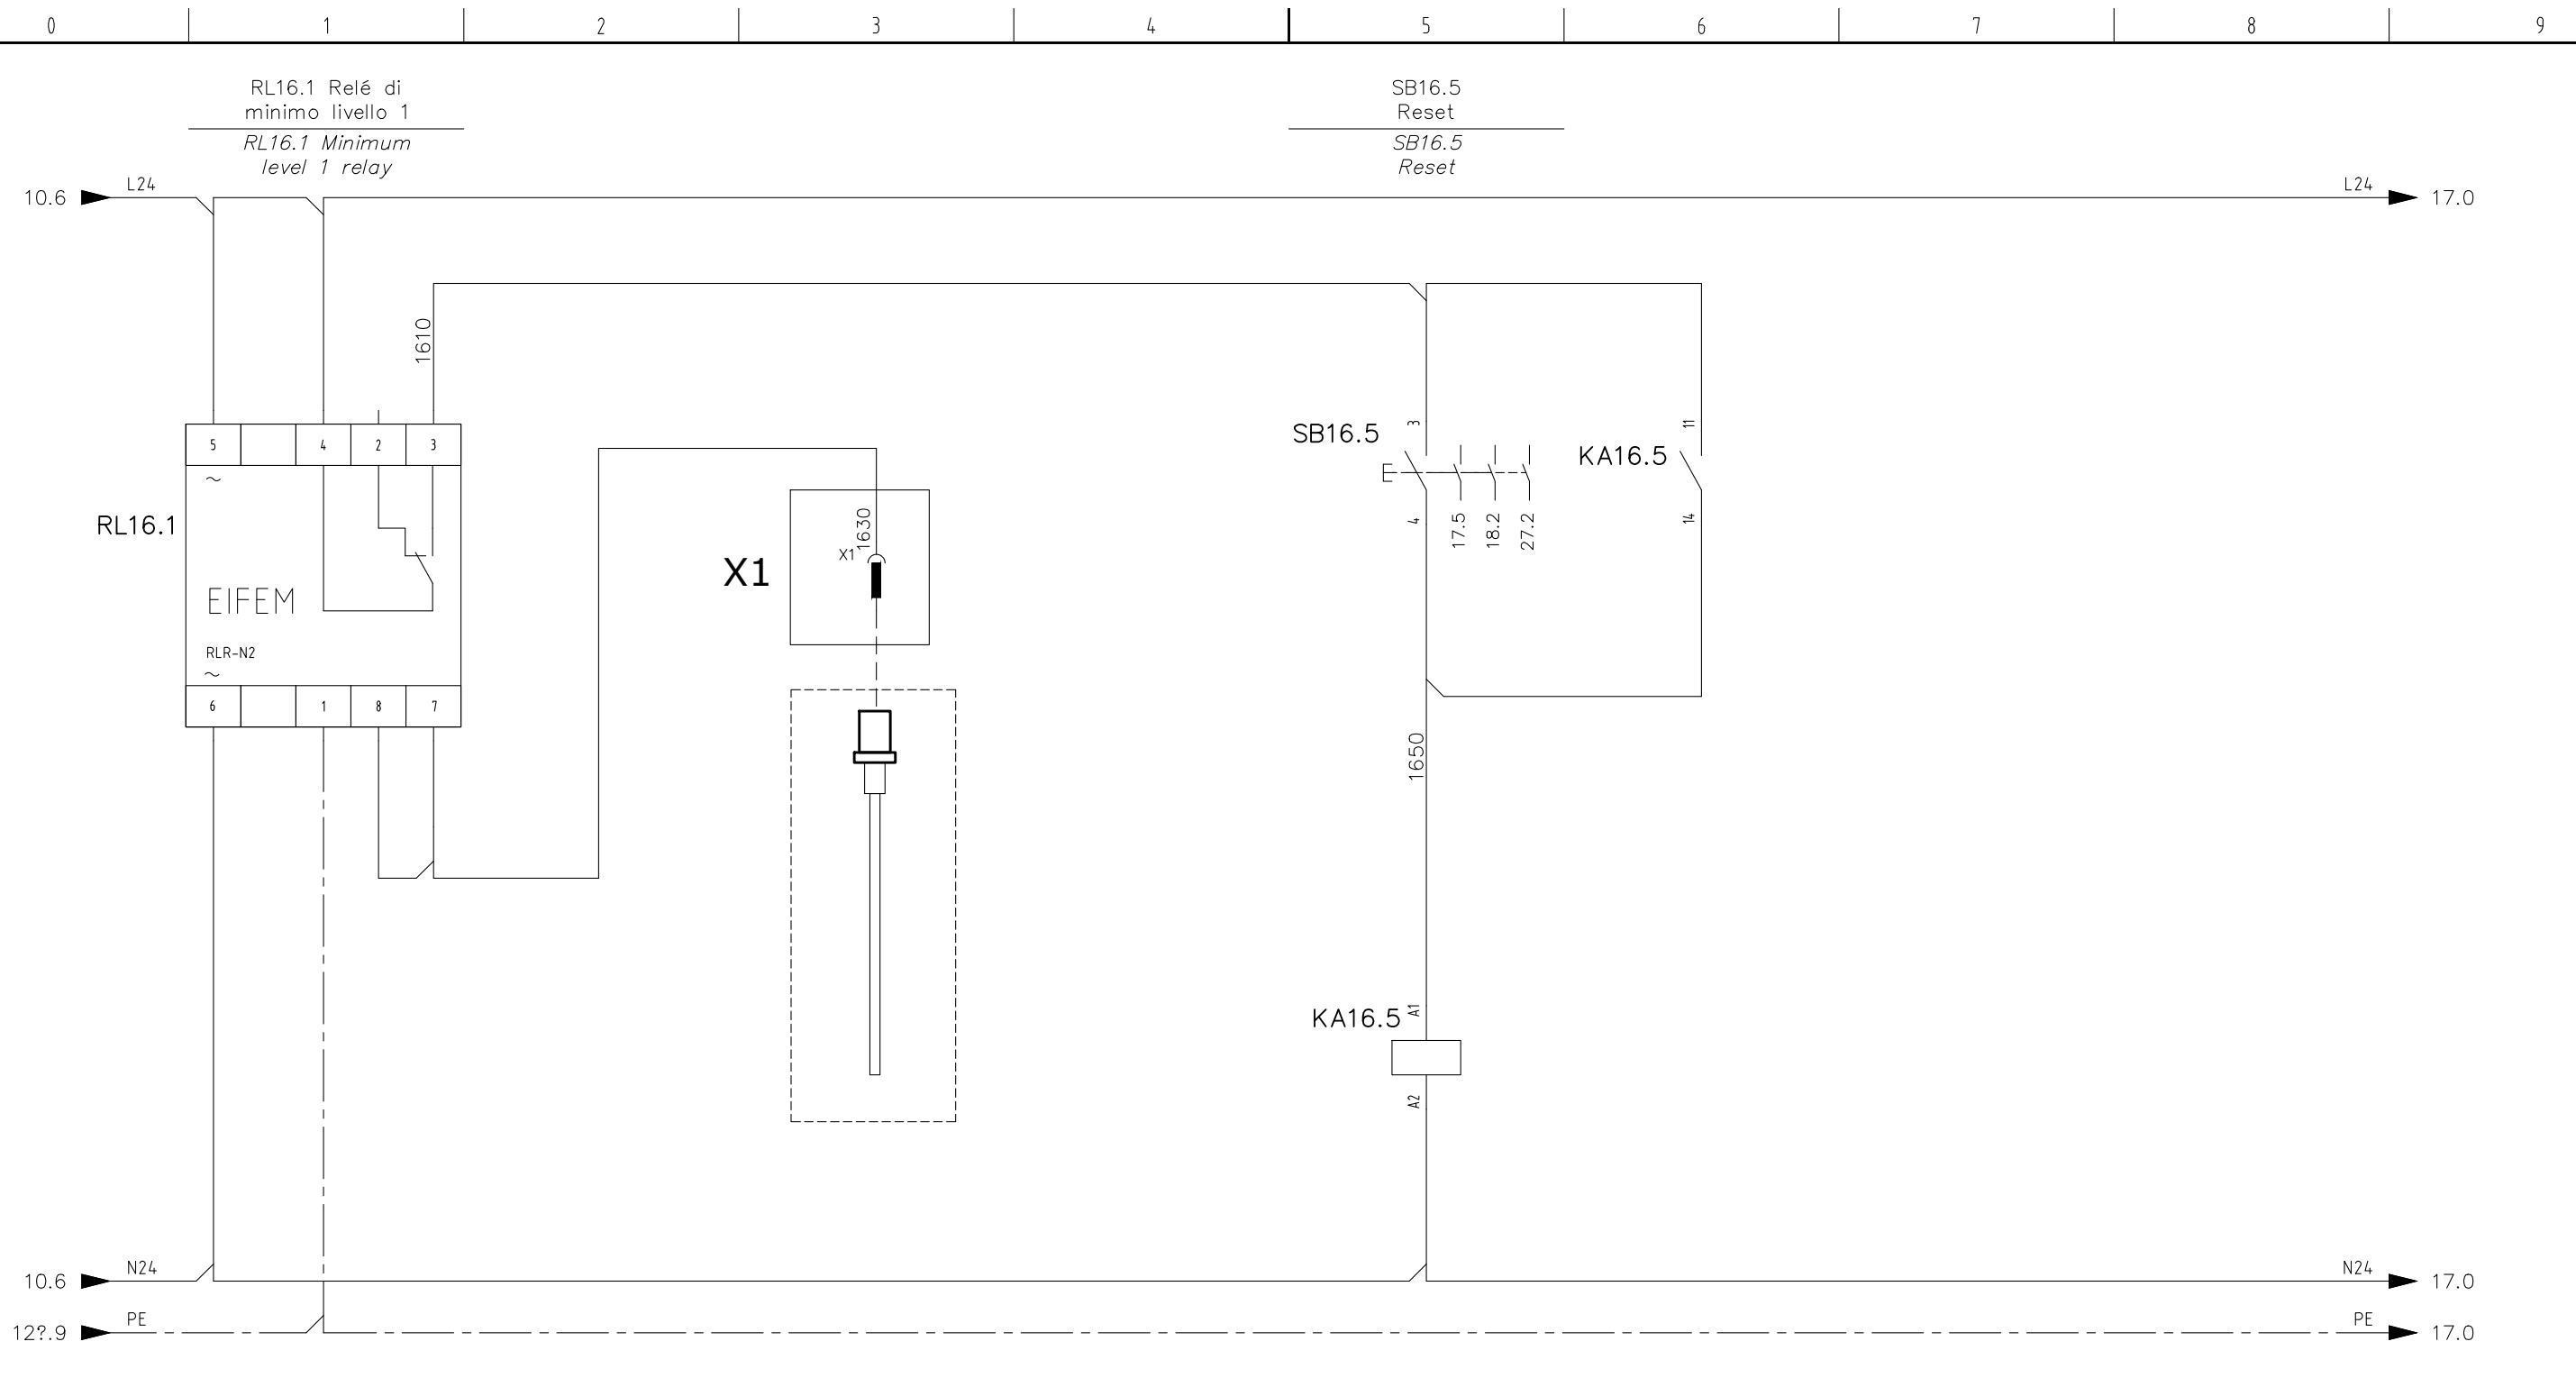 0 1 2 3 4 5 6 7 8 9
RL16.1 Relé di
minimo livello 1
RL16.1 Minimum
level 1 relay
SB16.5
Reset
SB16.5
Reset
10.6 L24 L24 17.0
1610
5 4 2 3
~
RL16.1
EIFEM
RLR-N2
~
6 1 8 7
1630
X1
X1
SB16.5
3
4
17.5
18.2
27.2
KA16.5
11
14
1650
KA16.5
A1
A2
10.6 N24 N24 17.0
12?.9 PE PE 17.0